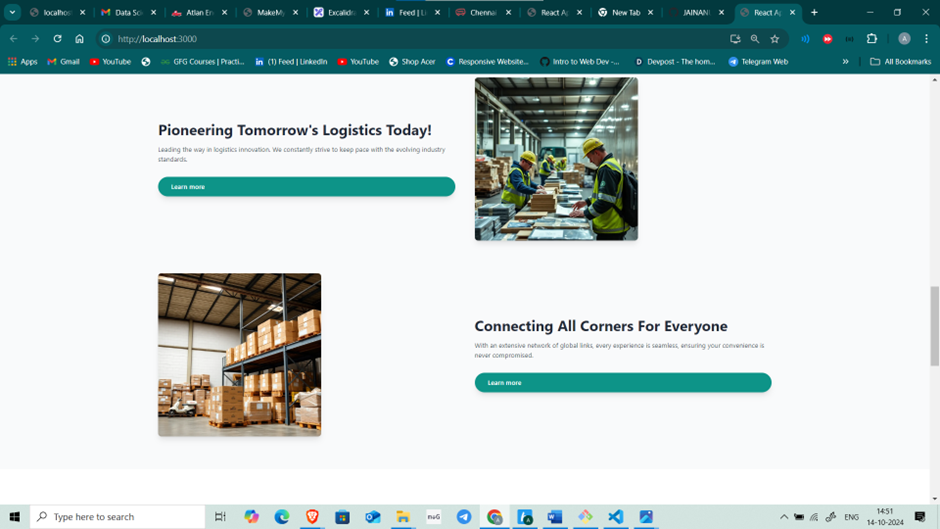 localhos
Data Sci
Atlan En
MakeMy
Excalidra
Feed | Li
Chennai
React Ap
New Tab
JAINAN
React Ap
http://localhost:3000
A
Apps
Gmail
YouTube
GFG Courses | Practi...
(1) Feed | LinkedIn
YouTube
Shop Acer
Responsive Website...
Intro to Web Dev -...
Devpost - The hom...
Telegram Web
All Bookmarks
Pioneering Tomorrow's Logistics Today!
Leading the way in logistics innovation. We constantly strive to keep pace with the evolving industry
standards.
Learn more
Connecting All Corners For Everyone
With an extensive network of global links, every experience is seamless, ensuring your convenience is
never compromised.
Learn more
Type here to search
ENG
14:51
14-10-2024